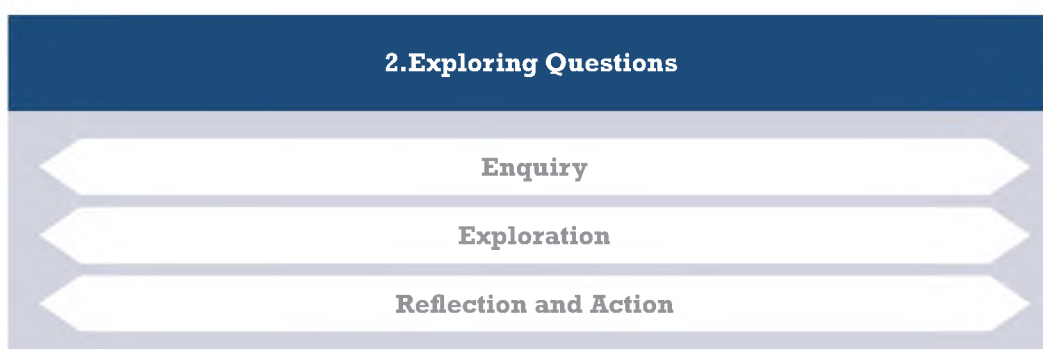 2.Exploring Questions
Enquiry
Exploration
Reflection and Action